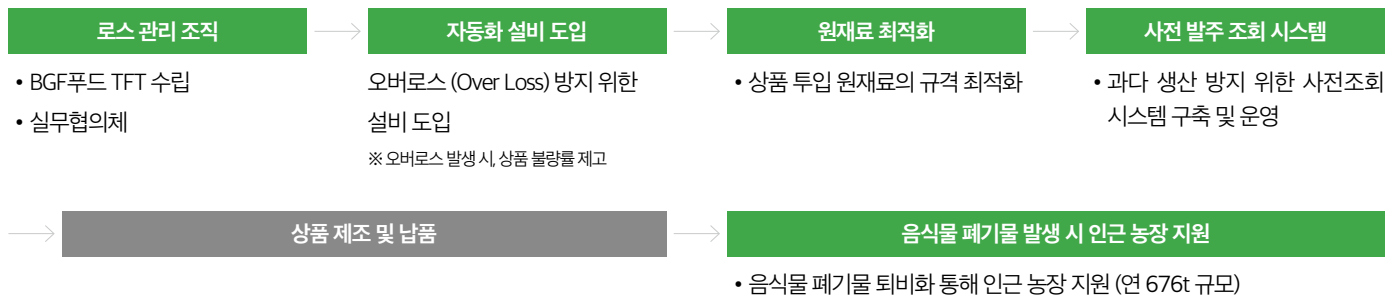 로스 관리 조직
• BGF푸드 TFT 수립
• 실무협의체
자동화 설비 도입
오버로스 (Over Loss) 방지 위한
설비 도입
※ 오버로스 발생 시, 상품 불량률 제고
원재료 최적화
• 상품 투입 원재료의 규격 최적화
사전 발주 조회 시스템
• 과다 생산 방지 위한 사전조회
시스템 구축 및 운영
상품 제조 및 납품
음식물 폐기물 발생 시 인근 농장 지원
• 음식물 폐기물 퇴비화 통해 인근 농장 지원 (연 676t 규모)